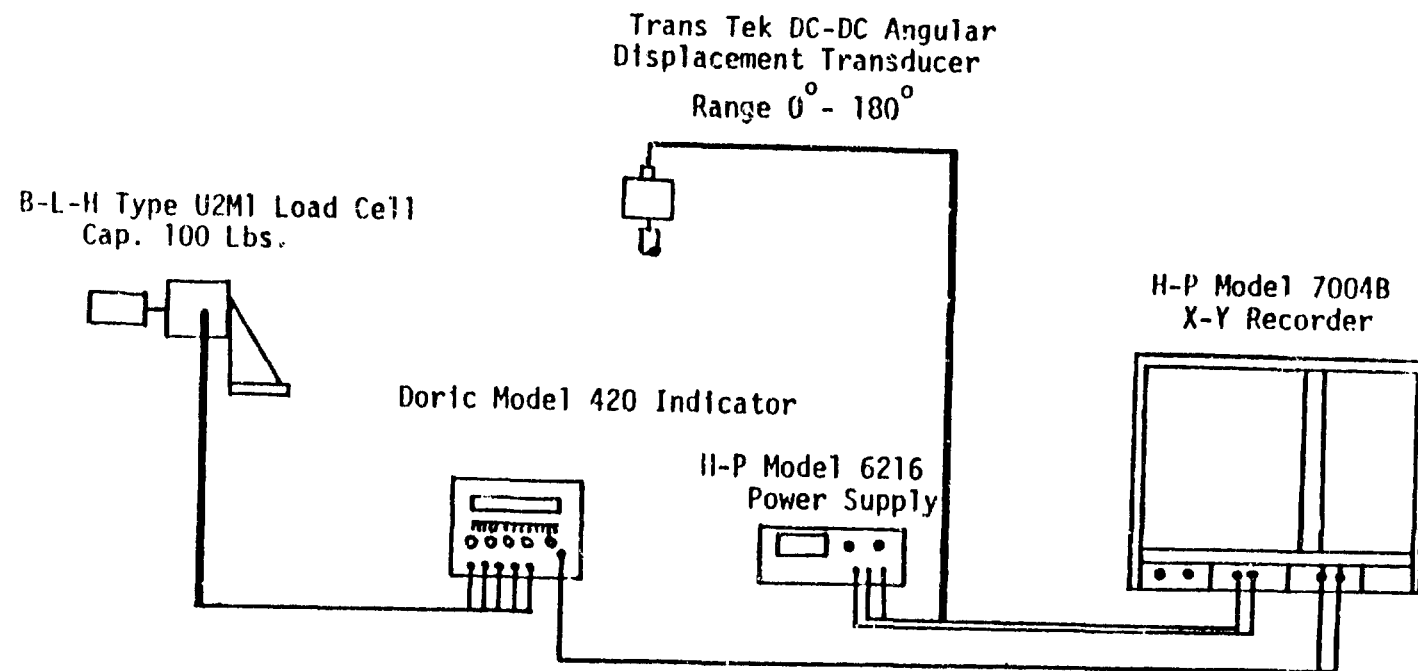 Trans Tek DC-DC Angular
Displacement Transducer
Range 0° - 180°
B-L-H Type U2M1 Load Cell
Cap. 100 Lbs.
H-P Model 7004B
X-Y Recorder
Doric Model 420 Indicator
H-P Model 6216
Power Supply